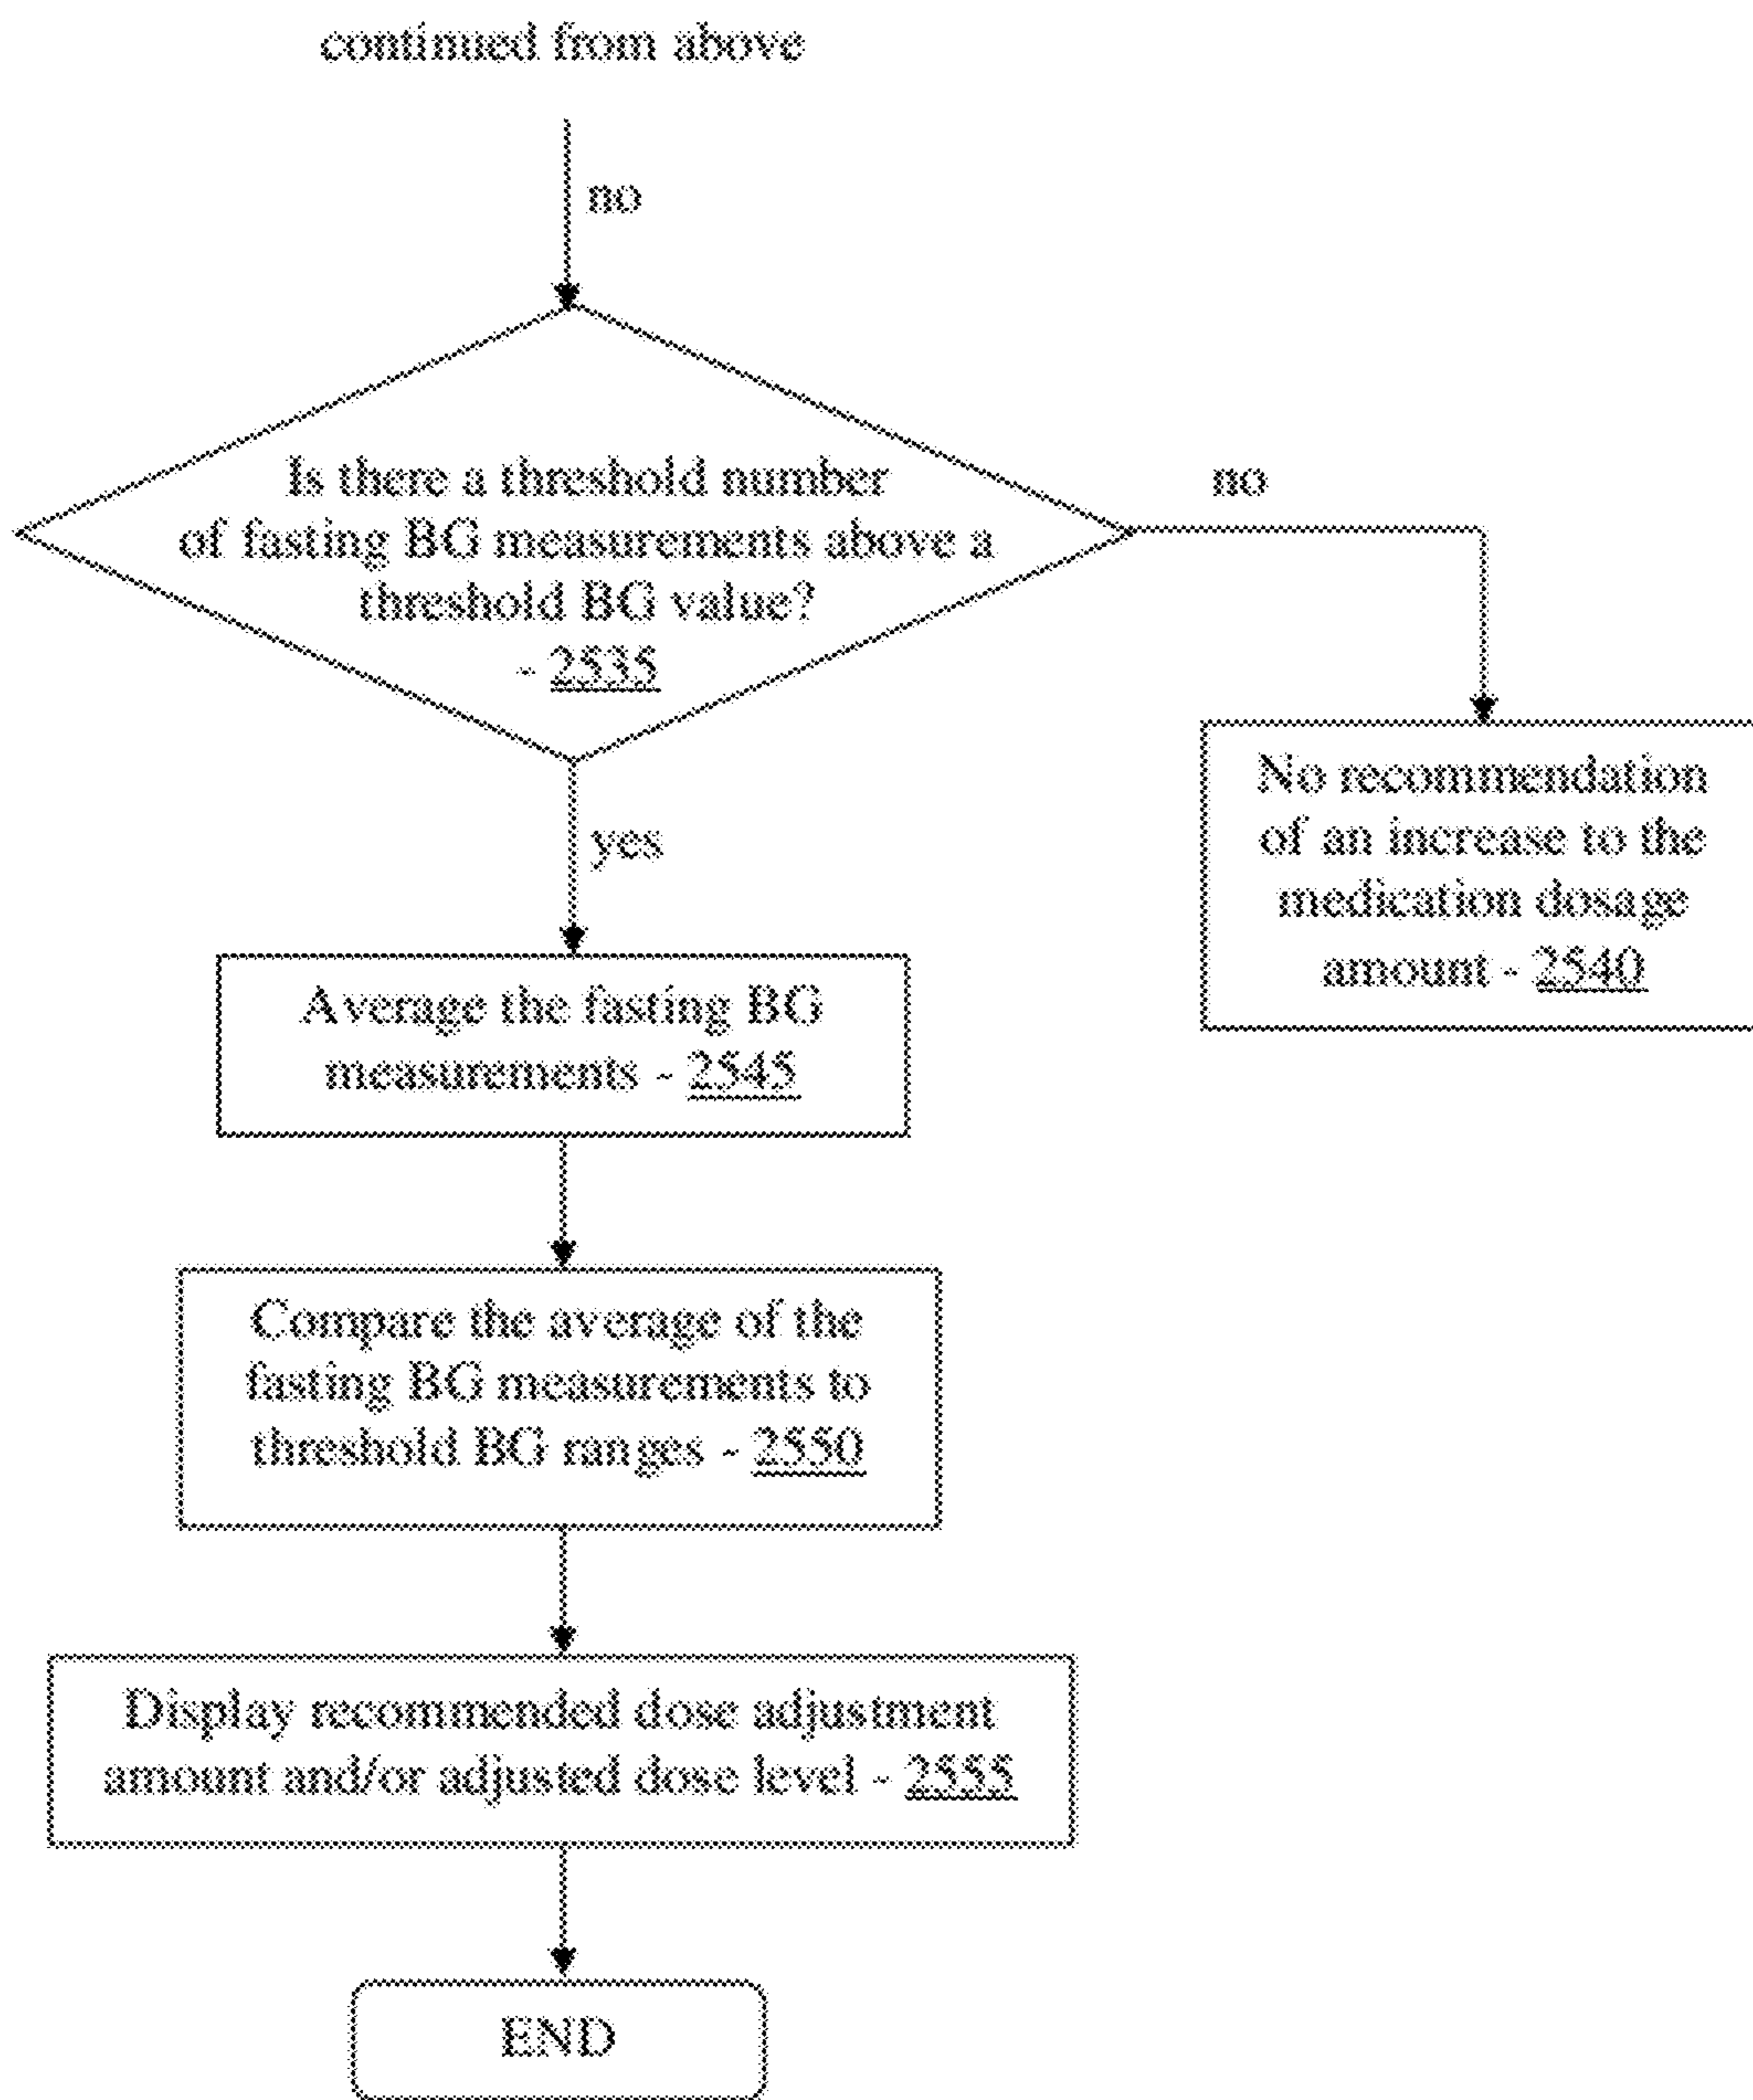 continued from above
no
Is there a threshold number
of fasting BG measurements above a
threshold BG value?
- 2535
no
No recommendation
of an increase to the
medication dosage
amount - 2540
yes
Average the fasting BG
measurements - 2545
Compare the average of the
fasting BG measurements to
threshold BG ranges - 2550
Display recommended dose adjustment
amount and/or adjusted dose level - 2555
END